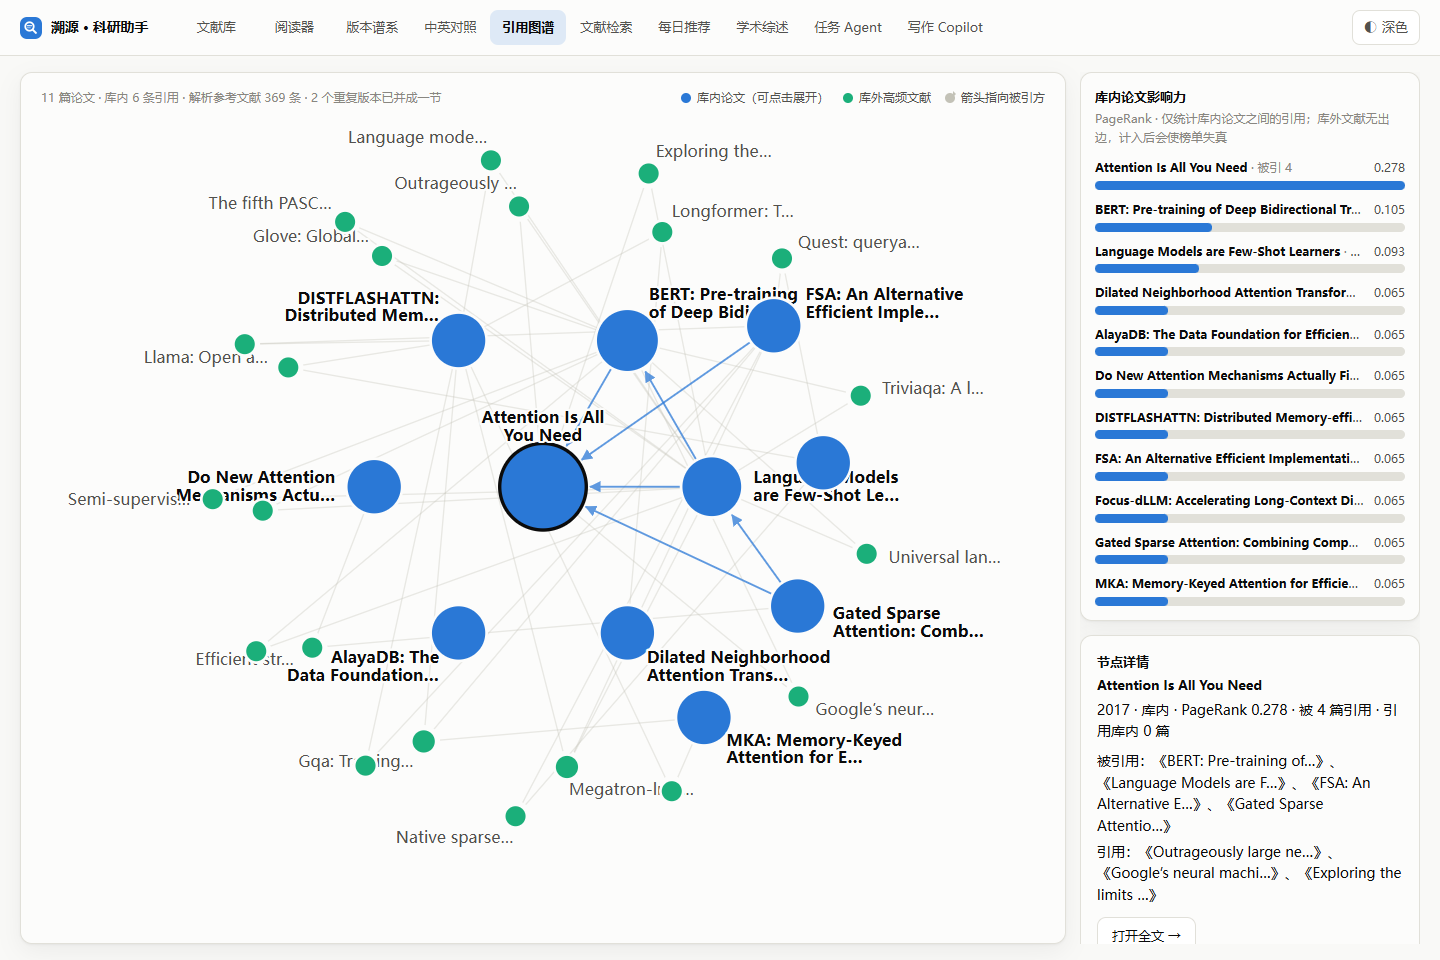 溯源 • 科研助手
文献库
阅读器
版本谱系
中英对照
引用图谱
文献检索
每日推荐
学术综述
任务 Agent
写作 Copilot
深色
11 篇论文 · 库内 6 条引用 · 解析参考文献 369 条 · 2 个重复版本已并成一节
库内论文（可点击展开）
库外高频文献
箭头指向被引方
Language mode...
Exploring the...
Outrageously ...
The fifth PASC...
Longformer: T...
Glove: Global...
Quest: querya...
DISTFLASHATTN:
Distributed Mem...
BERT: Pre-training
of Deep Bidi
FSA: An Alternative
Efficient Imple...
Llama: Open a...
Triviaqa: A l...
Attention Is All
You Need
Do New Attention
Mechanisms Actu...
Semi-supervis...
Models
are Few-Shot Le...
Universal lan...
Gated Sparse
Attention: Comb...
Efficient str...
AlayaDB: The
Data Foundation...
Dilated Neighborhood
Attention Trans...
Google's neur...
MKA: Memory-Keyed
Attention for E...
Gqa: Tr ing...
Megatron-l ..
Native sparse...
库内论文影响力
PageRank · 仅统计库内论文之间的引用；库外文献无出
边，计入后会使榜单失真
Attention Is All You Need · 被引 4 0.278
BERT: Pre-training of Deep Bidirectional Tr... 0.105
Language Models are Few-Shot Learners · ... 0.093
Dilated Neighborhood Attention Transfor... 0.065
AlayaDB: The Data Foundation for Efficien... 0.065
Do New Attention Mechanisms Actually Fi... 0.065
DISTFLASHATTN: Distributed Memory-effi... 0.065
FSA: An Alternative Efficient Implementati... 0.065
Focus-dLLM: Accelerating Long-Context Di... 0.065
Gated Sparse Attention: Combining Comp... 0.065
MKA: Memory-Keyed Attention for Efficie... 0.065
节点详情
Attention Is All You Need
2017 · 库内 · PageRank 0.278 · 被 4 篇引用 · 引
用库内 0 篇
被引用：《BERT: Pre-training of...》、
《Language Models are F...》、《FSA: An
Alternative E...》、《Gated Sparse
Attentio...》
引用：《Outrageously large ne...》、
《Google's neural machi...》、《Exploring the
limits ...》
打开全文 →